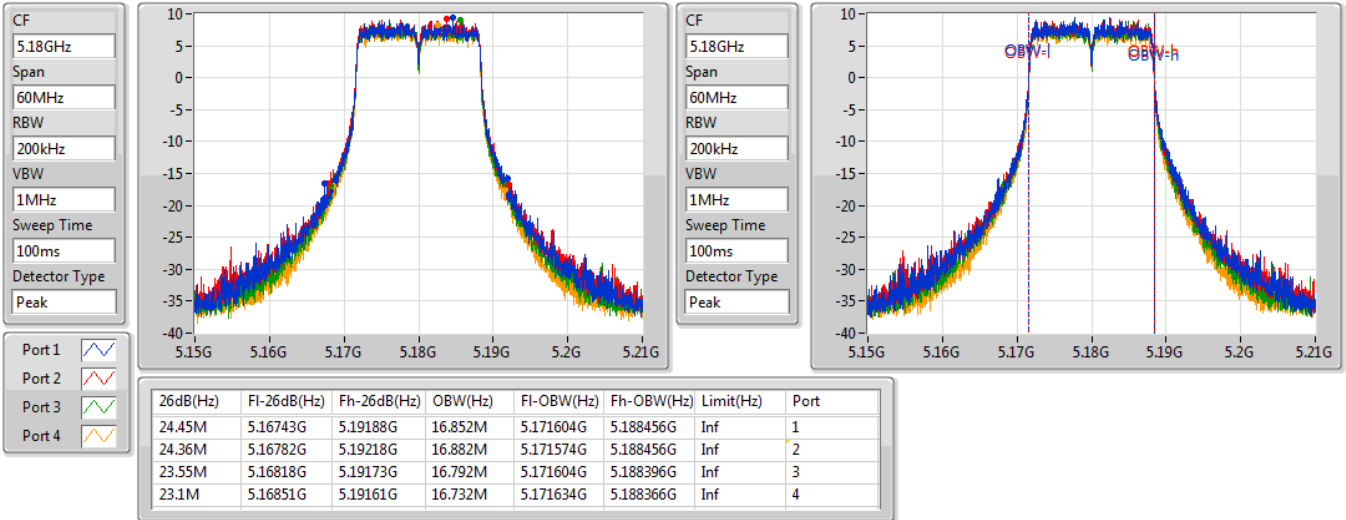 CF
5.18GHz
Span
60MHz
RBW
200kHz
VBW
1MHz
Sweep Time
100ms
Detector Type
Peak
10
5
0
-5
-10
-15
-20
-25
-30
-35
-40
5.15G 5.16G 5.17G 5.18G 5.19G 5.2G 5.21G
CF
5.18GHz
Span
60MHz
RBW
200kHz
VBW
1MHz
Sweep Time
100ms
Detector Type
Peak
10
5
0
-5
-10
-15
-20
-25
-30
-35
-40
OBW-l OBW-h
5.15G 5.16G 5.17G 5.18G 5.19G 5.2G 5.21G
Port 1
Port 2
Port 3
Port 4
26dB(Hz) Fl-26dB(Hz) Fh-26dB(Hz) OBW(Hz) Fl-OBW(Hz) Fh-OBW(Hz) Limit(Hz) Port
24.45M 5.16743G 5.19188G 16.852M 5.171604G 5.188456G Inf 1
24.36M 5.16782G 5.19218G 16.882M 5.171574G 5.188456G Inf 2
23.55M 5.16818G 5.19173G 16.792M 5.171604G 5.188396G Inf 3
23.1M 5.16851G 5.19161G 16.732M 5.171634G 5.188366G Inf 4